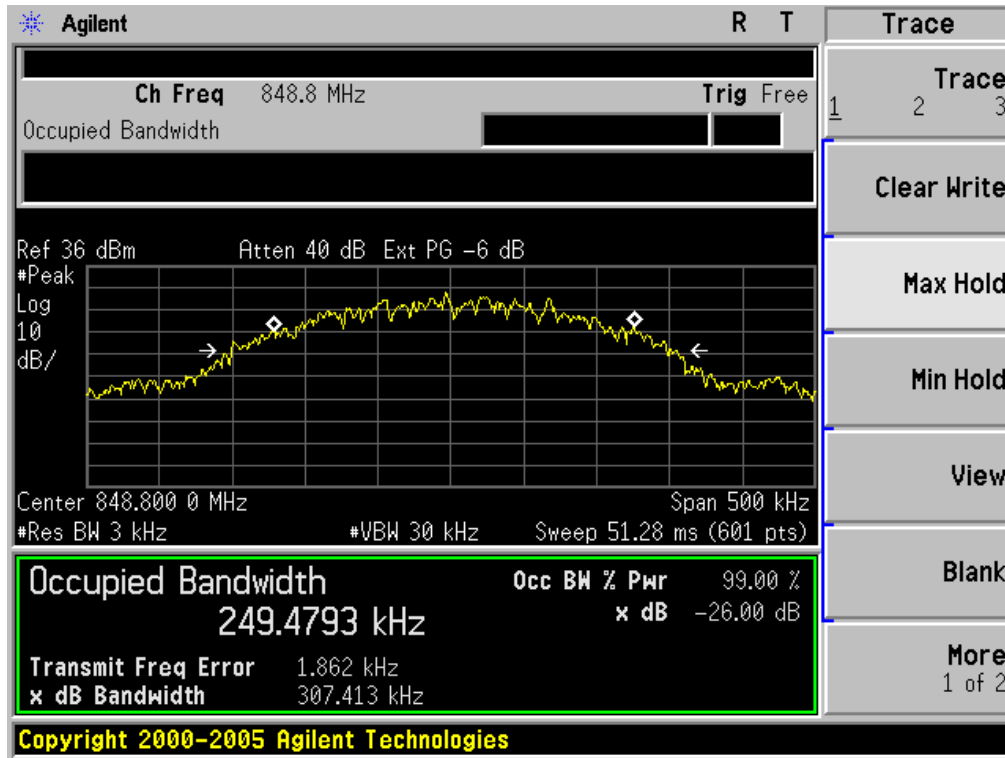 Agilent R T Trace
Ch Freq 848.8 MHz Trig Free
Occupied Bandwidth
Trace
1 2 3
Clear Write
Max Hold
Min Hold
View
Blank
More
1 of 2
Ref 36 dBm Atten 40 dB Ext PG -6 dB
#Peak
Log
10
dB/
Center 848.800 0 MHz Span 500 kHz
#Res BW 3 kHz #VBW 30 kHz Sweep 51.28 ms (601 pts)
Occupied Bandwidth Occ BW % Pwr 99.00 %
249.4793 kHz x dB -26.00 dB
Transmit Freq Error 1.862 kHz
x dB Bandwidth 307.413 kHz
Copyright 2000-2005 Agilent Technologies